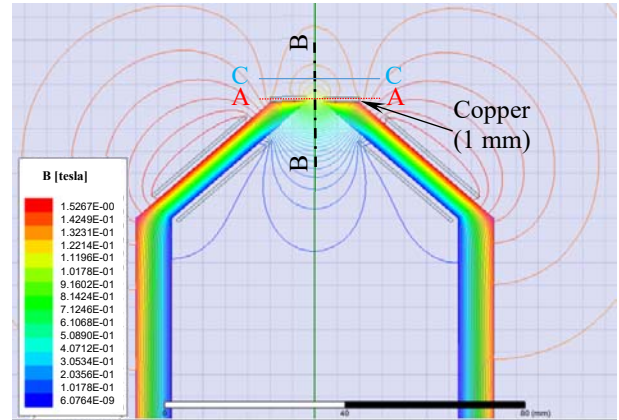 B
C C
A A
Copper
(1 mm)
B
B [tesla]
1.5267E-00
1.4249E-01
1.3231E-01
1.2214E-01
1.1196E-01
1.0178E-01
9.1602E-01
8.1424E-01
7.1246E-01
6.1068E-01
5.0890E-01
4.0712E-01
3.0534E-01
2.0356E-01
1.0178E-01
6.0764E-09
0 40 80 (mm)